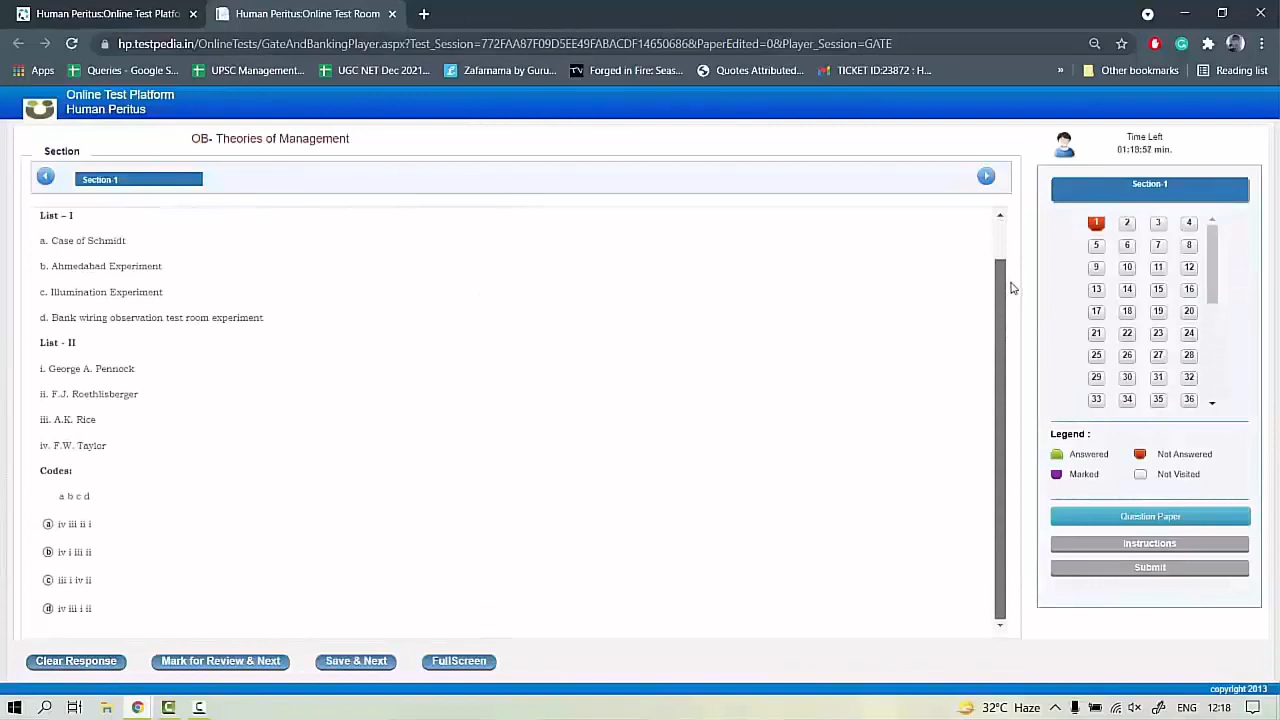 Human Peritus:Online Test Platfo
Human Peritus:Online Test Room
hp.testpedia.in/OnlineTests/GateAndBankingPlayer.aspx?Test_Session=772FAA87F09D5EE49FABACDF14650686&PaperEdited=0&Player_Session=GATE
Apps
Queries - Google S...
UPSC Management...
UGC NET Dec 2021...
Zafarnama by Guru...
Forged in Fire: Seas...
Quotes Attributed...
TICKET ID:23872 : H...
»
Other bookmarks
Reading list
Online Test Platform
Human Peritus
OB- Theories of Management
Section
Section-1
Time Left
01:18:57 min.
List – I
a. Case of Schmidt
b. Ahmedabad Experiment
c. Illumination Experiment
d. Bank wiring observation test room experiment
List - II
i. George A. Pennock
ii. F.J. Roethlisberger
iii. A.K. Rice
iv. F.W. Taylor
Codes:
a b c d
a iv iii ii i
b iv i iii ii
c iii i iv ii
d iv iii i ii
Section-1
1 2 3 4
5 6 7 8
9 10 11 12
13 14 15 16
17 18 19 20
21 22 23 24
25 26 27 28
29 30 31 32
33 34 35 36
Legend :
Answered Not Answered
Marked Not Visited
Question Paper
Instructions
Submit
Clear Response
Mark for Review & Next
Save & Next
FullScreen
copyright 2013
32°C Haze
ENG
12:18